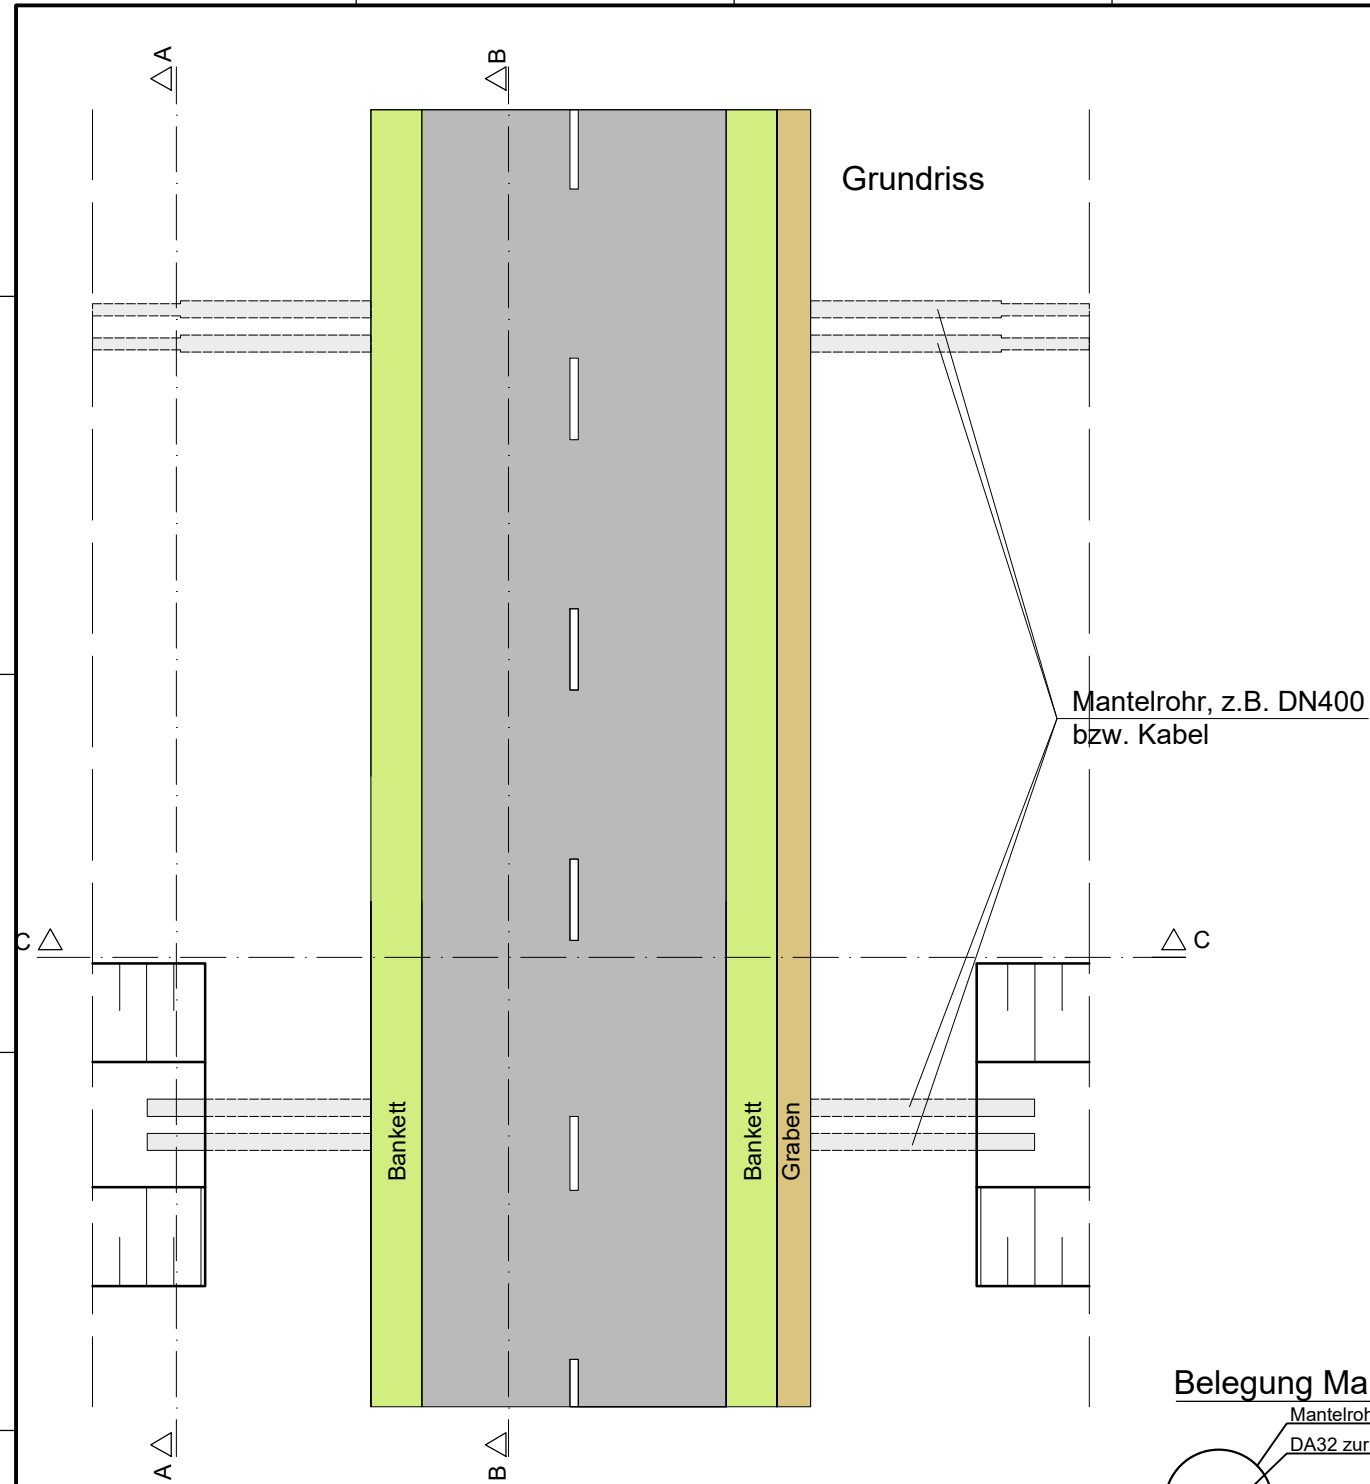 A
B
Grundriss
Mantelrohr, z.B. DN400
bzw. Kabel
C
C
Bankett
Bankett
Graben
Belegung Ma
Mantelroh
DA32 zur
A
B